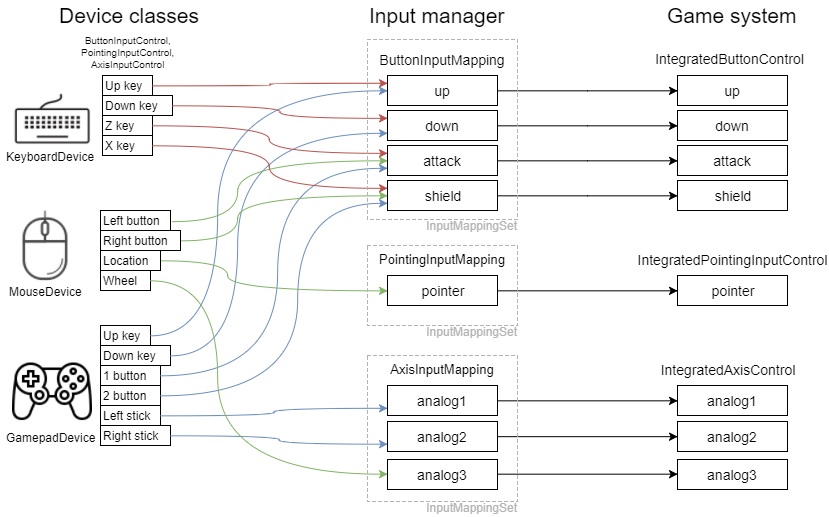 Device classes
Input manager
Game system
ButtonInputControl,
PointingInputControl,
AxisInputControl
Up key
Down key
Z key
X key
KeyboardDevice
Left button
Right button
Location
Wheel
MouseDevice
Up key
Down key
1 button
2 button
Left stick
Right stick
GamepadDevice
ButtonInputMapping
up
down
attack
shield
InputMappingSet
PointingInputMapping
pointer
InputMappingSet
AxisInputMapping
analog1
analog2
analog3
InputMappingSet
IntegratedButtonControl
up
down
attack
shield
IntegratedPointingInputControl
pointer
IntegratedAxisControl
analog1
analog2
analog3